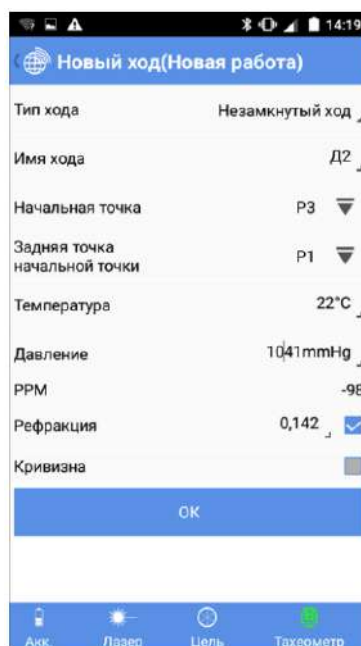 14:19
Новый ход(Новая работа)
Тип хода Незамкнутый ход
Имя хода Д2
Начальная точка P3
Задняя точка P1
начальной точки
Температура 22°C
Давление 1041mmHg
PPM -98
Рефракция 0,142
Кривизна
OK
Акк. Лазер Цель Тахеометр